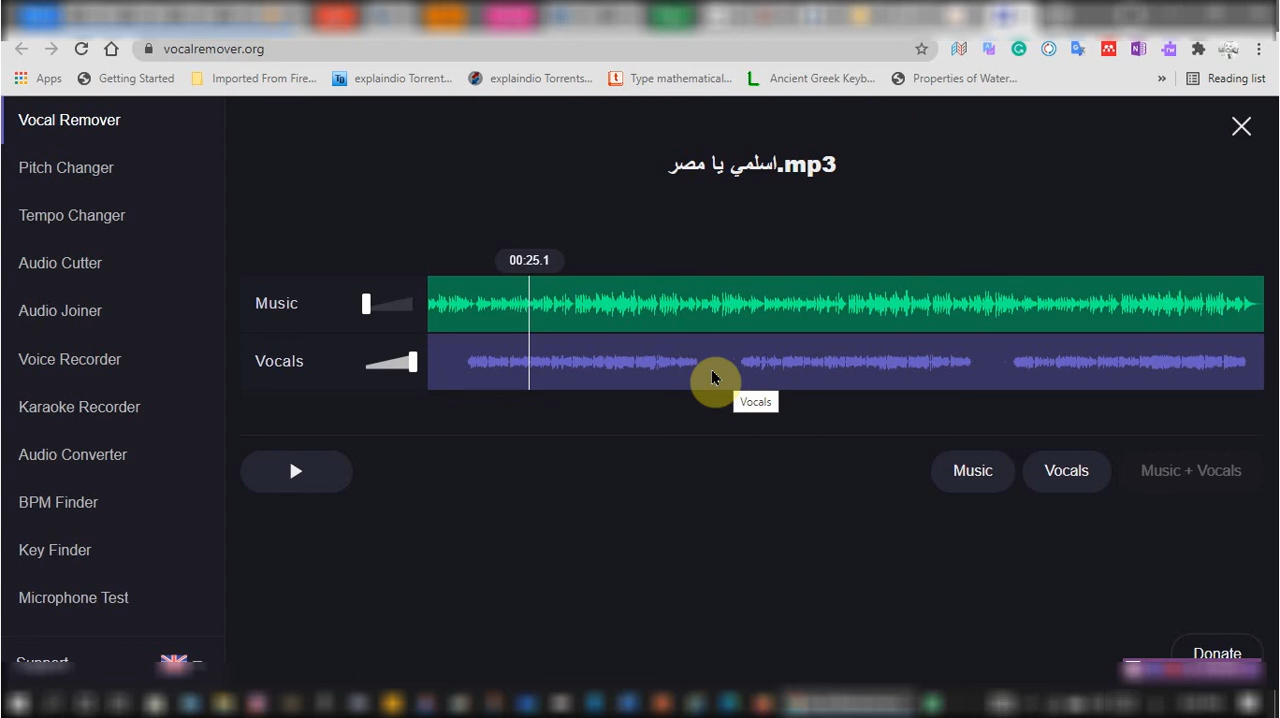 vocalremover.org
Apps Getting Started Imported From Fire... explaindio Torrent... explaindio Torrents... Type mathematical... Ancient Greek Keyb... Properties of Water... » Reading list
Vocal Remover
Pitch Changer
Tempo Changer
Audio Cutter
Audio Joiner
Voice Recorder
Karaoke Recorder
Audio Converter
BPM Finder
Key Finder
Microphone Test
Support
اسلمي يا مصر.mp3
00:25.1
Music
Vocals
Vocals
Music Vocals Music + Vocals
Donate